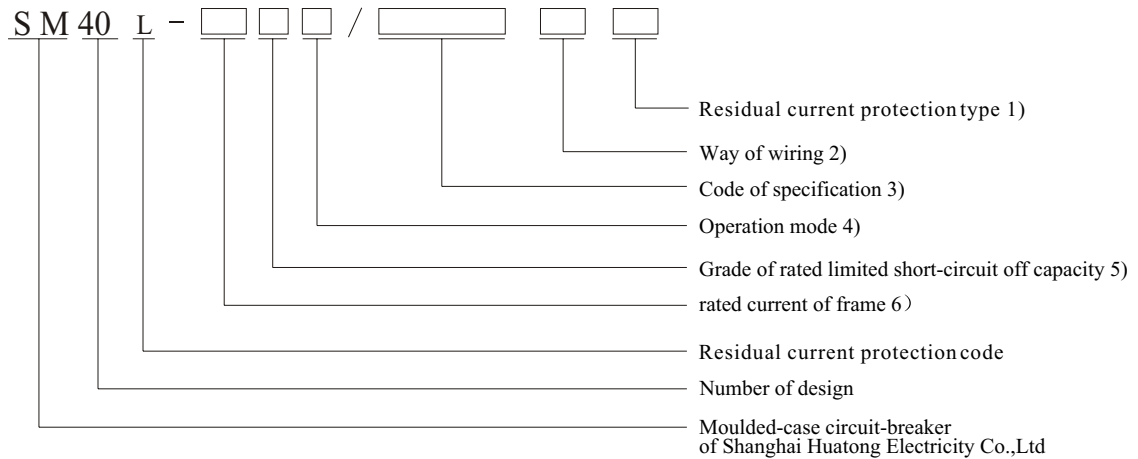 SM40 L - /
Residual current protection type 1)
Way of wiring 2)
Code of specification 3)
Operation mode 4)
Grade of rated limited short-circuit off capacity 5)
rated current of frame 6）
Residual current protection code
Number of design
Moulded-case circuit-breaker
of Shanghai Huatong Electricity Co.,Ltd